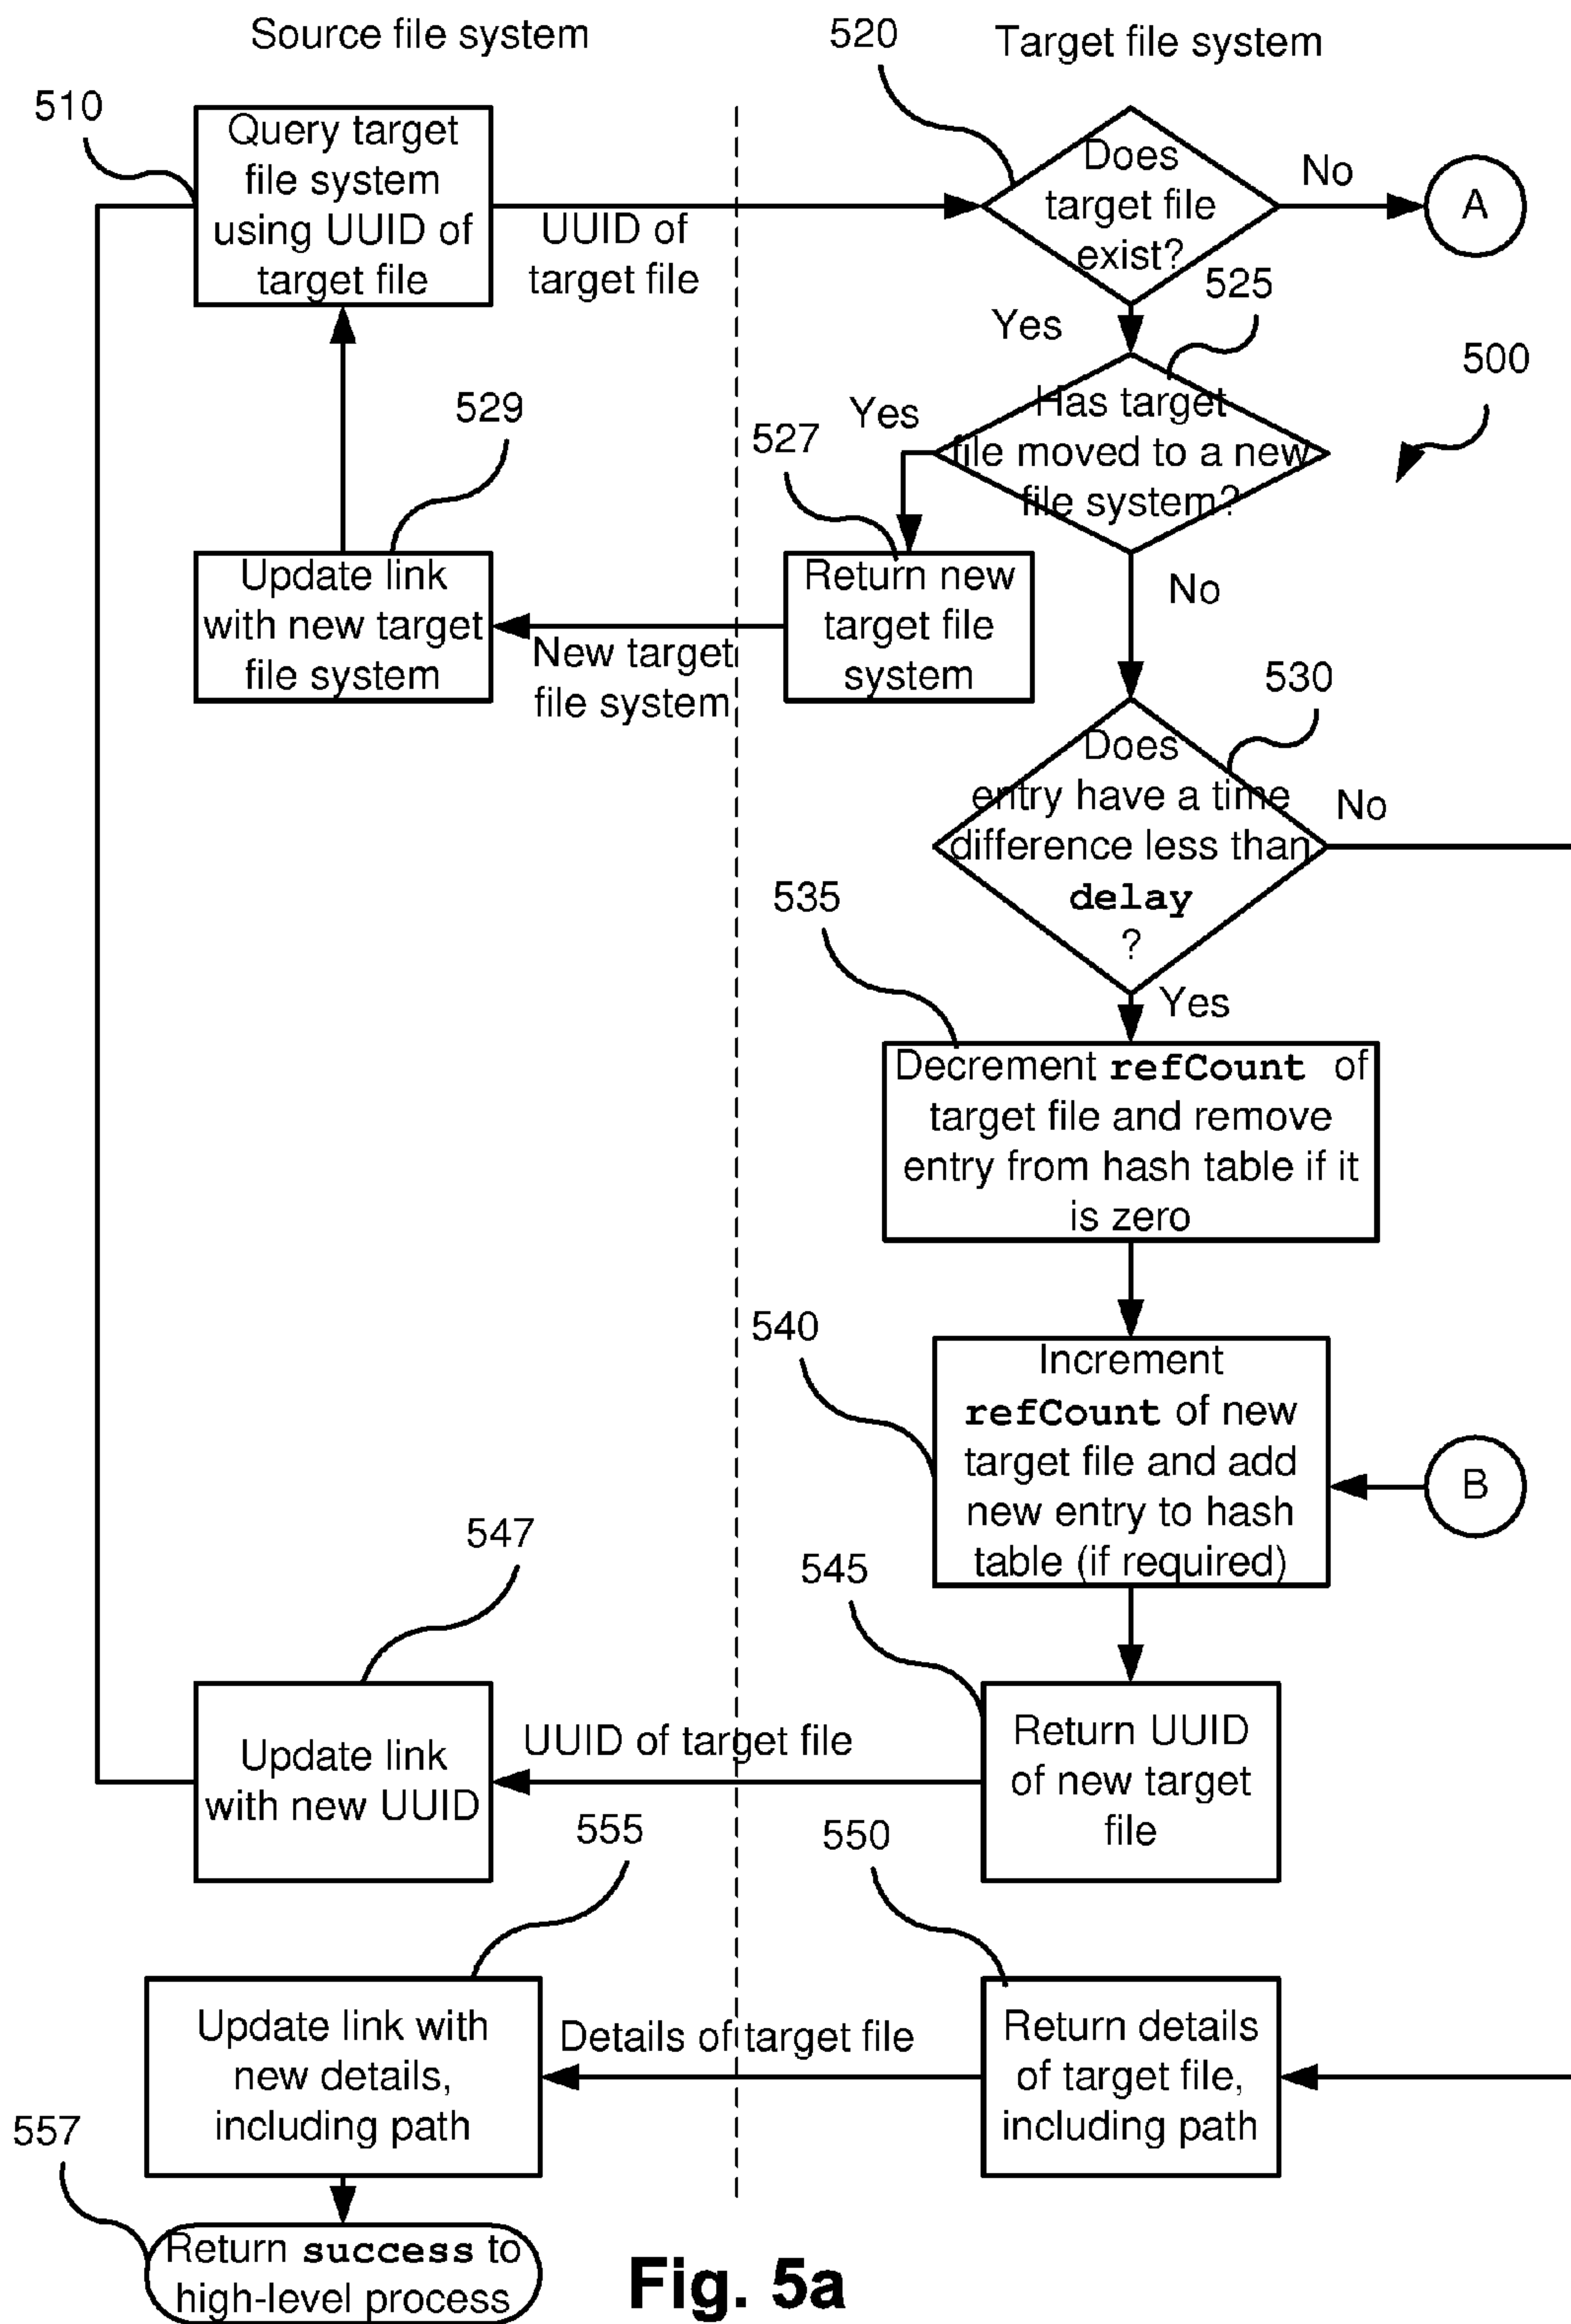 Source file system
520
Target file system
510
Query target
file system
using UUID of
target file
UUID of
target file
Does
target file
exist?
No
A
525
Yes
500
Has target
file moved to a new
file system?
Yes
527
529
No
Update link
with new target
file system
New target
file system
Return new
target file
system
530
Does
entry have a time
difference less than
delay
?
No
535
Yes
Decrement refCount of
target file and remove
entry from hash table if it
is zero
540
Increment
refCount of new
target file and add
new entry to hash
table (if required)
B
547
545
Update link
with new UUID
UUID of target file
Return UUID
of new target
file
555
550
Update link with
new details,
including path
Details of target file
Return details
of target file,
including path
557
Return success to
high-level process
Fig. 5a